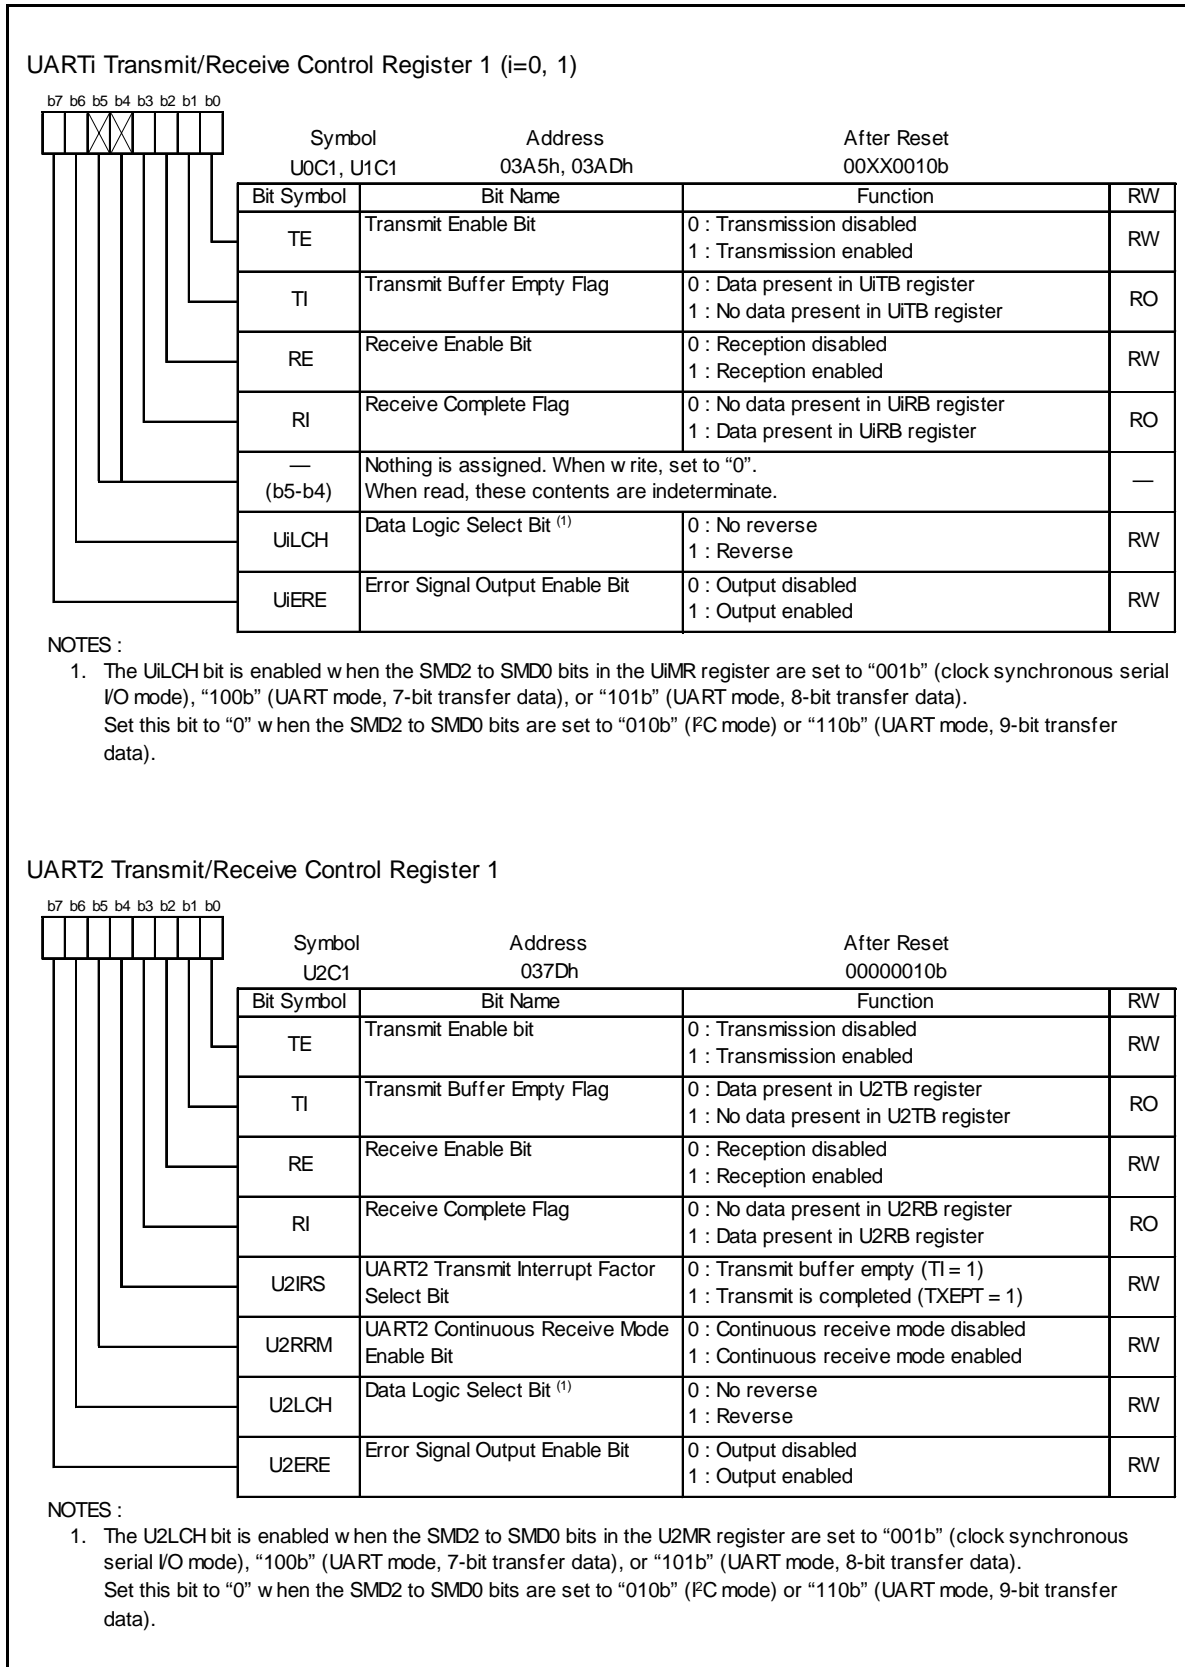 UARTi Transmit/Receive Control Register 1 (i=0, 1)
b7 b6 b5 b4 b3 b2 b1 b0
Symbol Address After Reset
U0C1, U1C1 03A5h, 03ADh 00XX0010b
Bit Symbol Bit Name Function RW
TE Transmit Enable Bit 0 : Transmission disabled RW
1 : Transmission enabled
TI Transmit Buffer Empty Flag 0 : Data present in UiTB register RO
1 : No data present in UiTB register
RE Receive Enable Bit 0 : Reception disabled RW
1 : Reception enabled
RI Receive Complete Flag 0 : No data present in UiRB register RO
1 : Data present in UiRB register
— Nothing is assigned. When write, set to “0”. —
(b5-b4) When read, these contents are indeterminate.
UiLCH Data Logic Select Bit (1) 0 : No reverse RW
1 : Reverse
UiERE Error Signal Output Enable Bit 0 : Output disabled RW
1 : Output enabled
NOTES :
1. The UiLCH bit is enabled when the SMD2 to SMD0 bits in the UiMR register are set to “001b” (clock synchronous serial
I/O mode), “100b” (UART mode, 7-bit transfer data), or “101b” (UART mode, 8-bit transfer data).
Set this bit to “0” when the SMD2 to SMD0 bits are set to “010b” (I²C mode) or “110b” (UART mode, 9-bit transfer
data).
UART2 Transmit/Receive Control Register 1
b7 b6 b5 b4 b3 b2 b1 b0
Symbol Address After Reset
U2C1 037Dh 00000010b
Bit Symbol Bit Name Function RW
TE Transmit Enable bit 0 : Transmission disabled RW
1 : Transmission enabled
TI Transmit Buffer Empty Flag 0 : Data present in U2TB register RO
1 : No data present in U2TB register
RE Receive Enable Bit 0 : Reception disabled RW
1 : Reception enabled
RI Receive Complete Flag 0 : No data present in U2RB register RO
1 : Data present in U2RB register
U2IRS UART2 Transmit Interrupt Factor 0 : Transmit buffer empty (TI = 1) RW
Select Bit 1 : Transmit is completed (TXEPT = 1)
U2RRM UART2 Continuous Receive Mode 0 : Continuous receive mode disabled RW
Enable Bit 1 : Continuous receive mode enabled
U2LCH Data Logic Select Bit (1) 0 : No reverse RW
1 : Reverse
U2ERE Error Signal Output Enable Bit 0 : Output disabled RW
1 : Output enabled
NOTES :
1. The U2LCH bit is enabled when the SMD2 to SMD0 bits in the U2MR register are set to “001b” (clock synchronous
serial I/O mode), “100b” (UART mode, 7-bit transfer data), or “101b” (UART mode, 8-bit transfer data).
Set this bit to “0” when the SMD2 to SMD0 bits are set to “010b” (I²C mode) or “110b” (UART mode, 9-bit transfer
data).